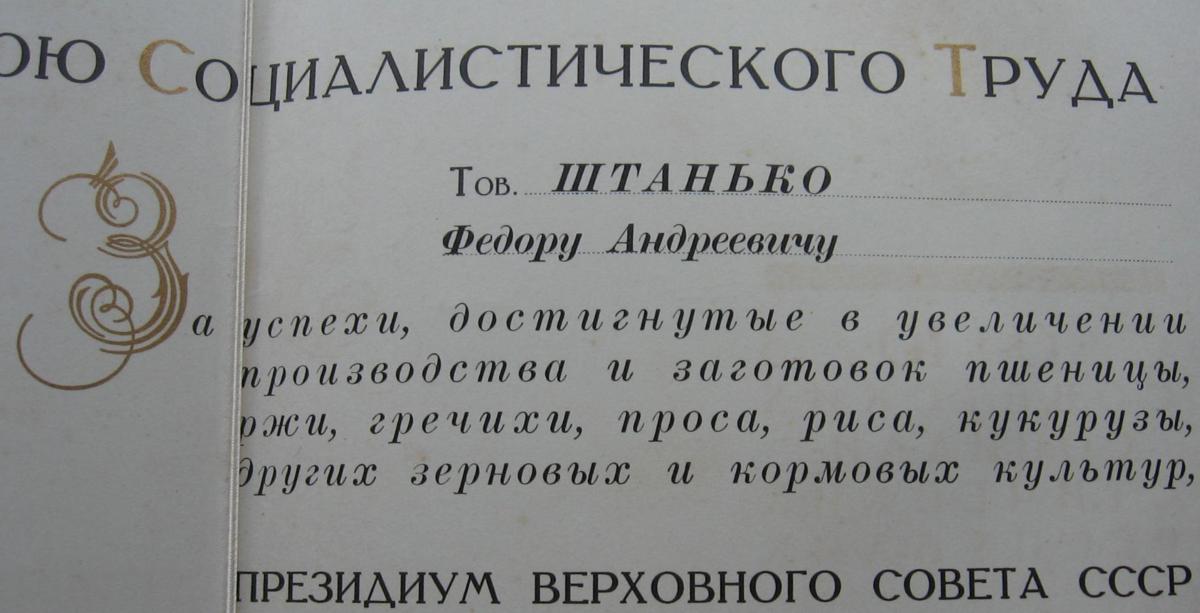 ОЮ СОЦИАЛИСТИЧЕСКОГО ТРУДА
Тов. ШТАНЬКО
Федору Андреевичу
За успехи, достигнутые в увеличении
производства и заготовок пшеницы,
ржи, гречихи, проса, риса, кукурузы,
других зерновых и кормовых культур,
ПРЕЗИДИУМ ВЕРХОВНОГО СОВЕТА СССР